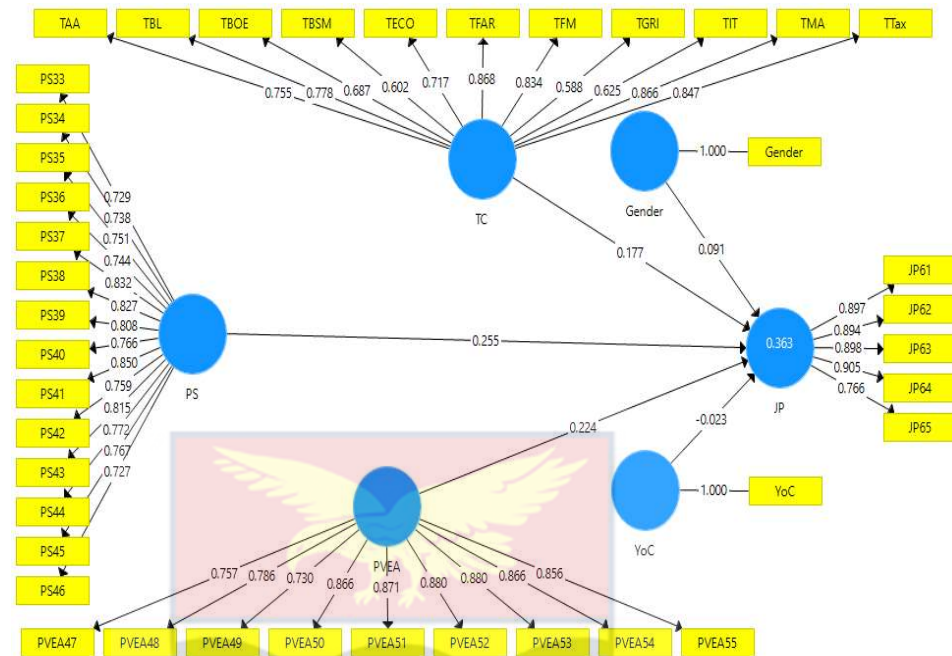 TAA TBL TBOE TBSM TECO TFAR TFM TGRI TIT TMA TTax
0.755 0.778 0.687 0.602 0.717 0.868 0.834 0.588 0.625 0.866 0.847
TC
PS33
PS34
PS35
PS36
PS37
PS38
PS39
PS40
PS41
PS42
PS43
PS44
PS45
PS46
0.729
0.738
0.751
0.744
0.832
0.827
0.808
0.766
0.850
0.759
0.815
0.772
0.767
0.727
PS
1.000 Gender
Gender
0.177
0.091
0.255
0.224
-0.023
0.363
JP
0.897
0.894
0.898
0.905
0.766
JP61
JP62
JP63
JP64
JP65
1.000 YoC
YoC
PVEA
0.757 0.786 0.730 0.866 0.871 0.880 0.880 0.866 0.856
PVEA47 PVEA48 PVEA49 PVEA50 PVEA51 PVEA52 PVEA53 PVEA54 PVEA55